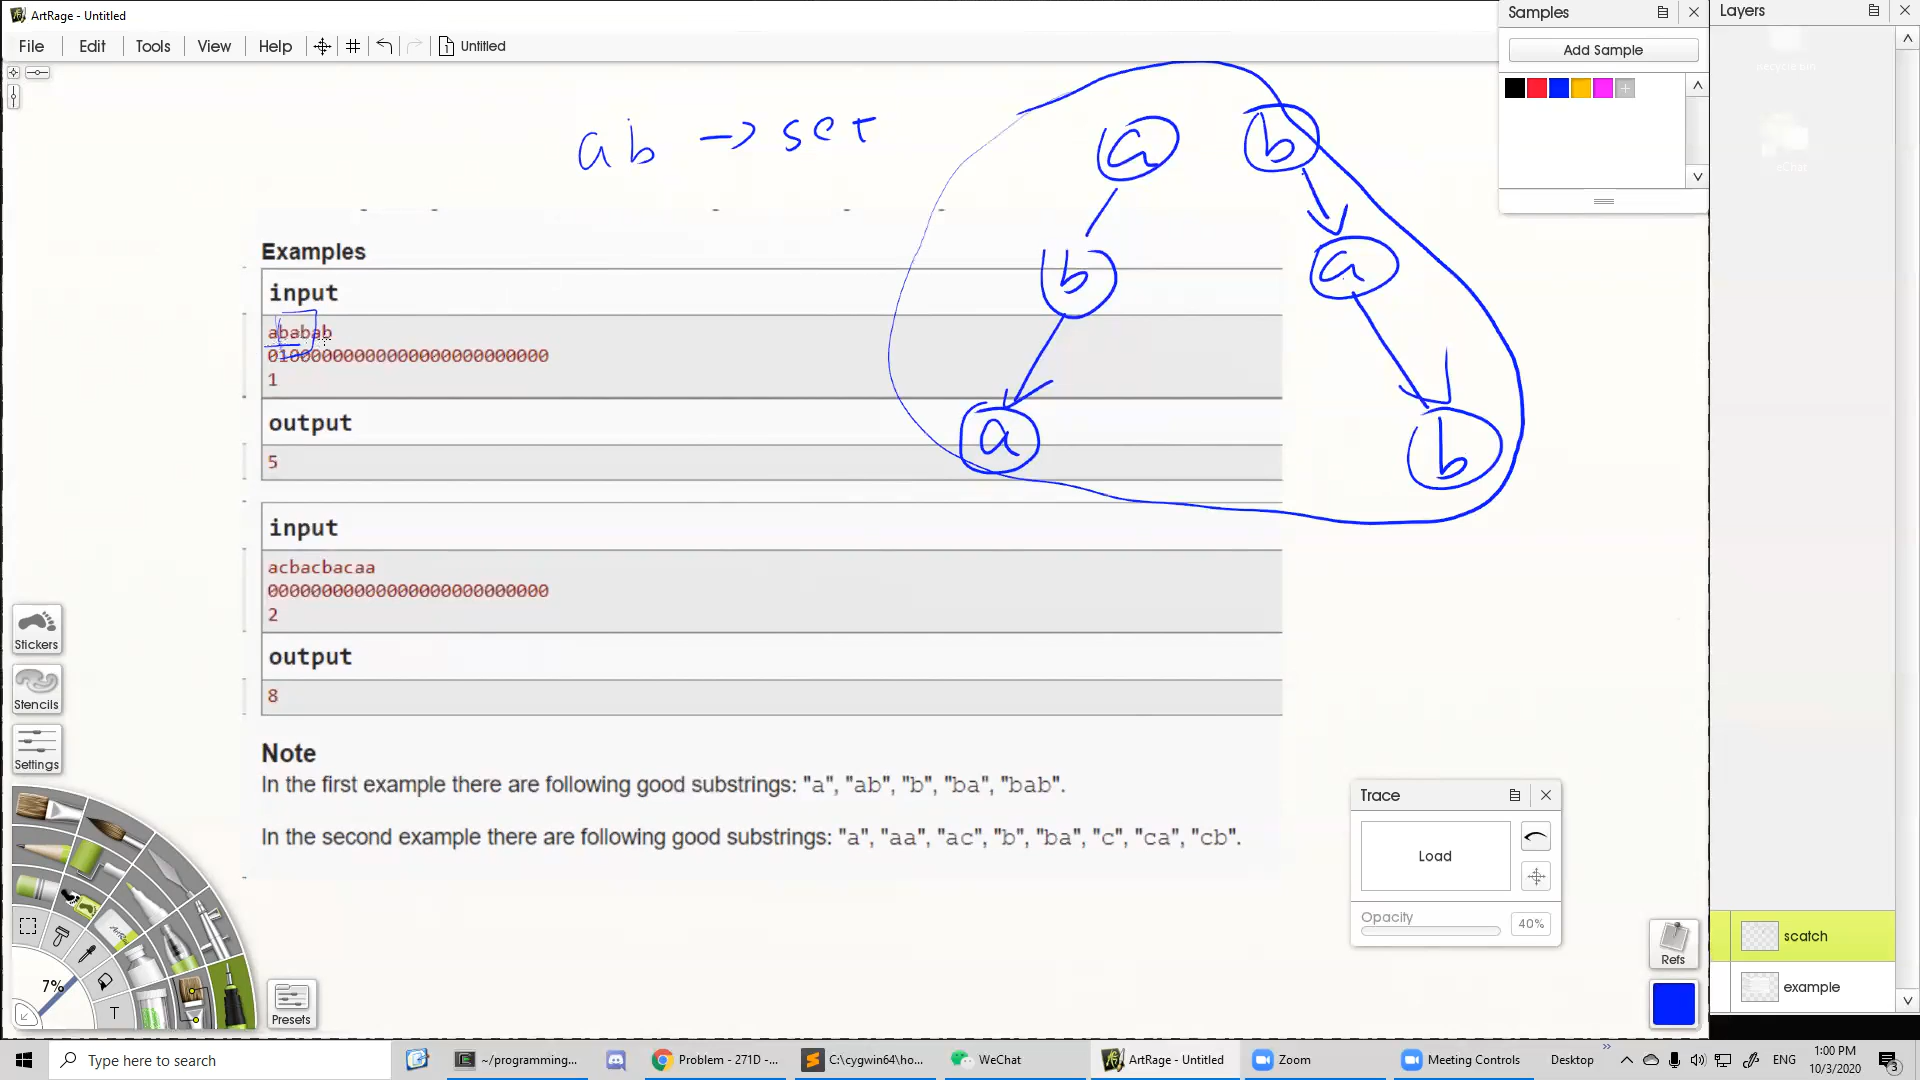 ArtRage - Untitled
Samples
Layers
File Edit Tools View Help Untitled
Add Sample
Recycle Bin
ab → set
a b
b a
a b
Examples
input
ababab
01000000000000000000000000
1
output
5
input
acbacbacaa
00000000000000000000000000
2
output
8
Note
In the first example there are following good substrings: "a", "ab", "b", "ba", "bab".
In the second example there are following good substrings: "a", "aa", "ac", "b", "ba", "c", "ca", "cb".
Stickers
Stencils
Settings
7%
T
Presets
Trace
Load
Opacity 40%
Refs
scatch
example
Type here to search
~/programming...
Problem - 271D -...
C:\cygwin64\ho...
WeChat
ArtRage - Untitled
Zoom
Meeting Controls
Desktop
ENG
1:00 PM
10/3/2020
3